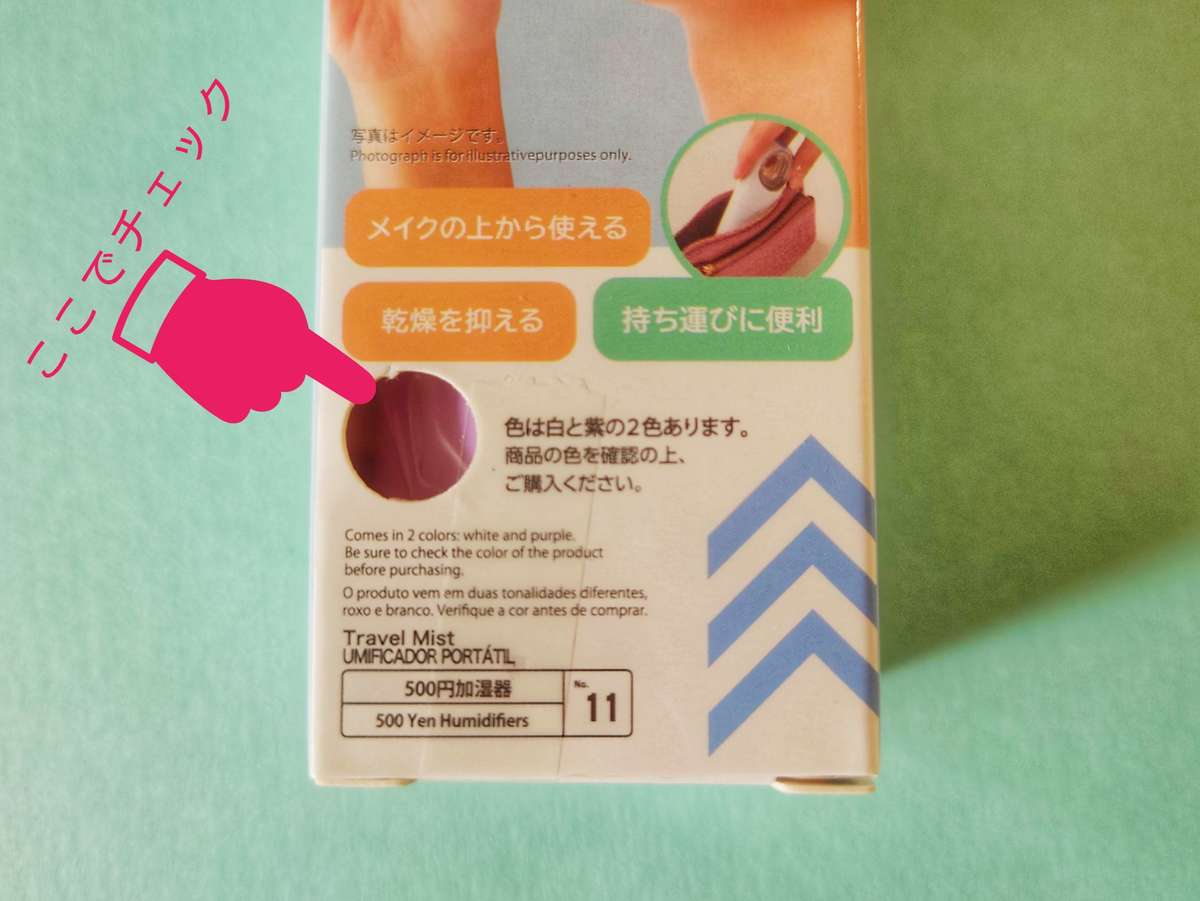 ここでチェック
写真はイメージです。
Photograph is for illustrativepurposes only.
メイクの上から使える
乾燥を抑える
持ち運びに便利
色は白と紫の2色あります。
商品の色を確認の上、
ご購入ください。
Comes in 2 colors: white and purple.
Be sure to check the color of the product
before purchasing.
O produto vem em duas tonalidades diferentes,
roxo e branco. Verifique a cor antes de comprar.
Travel Mist
UMIFICADOR PORTÁTIL
500円加湿器
500 Yen Humidifiers
No.
11